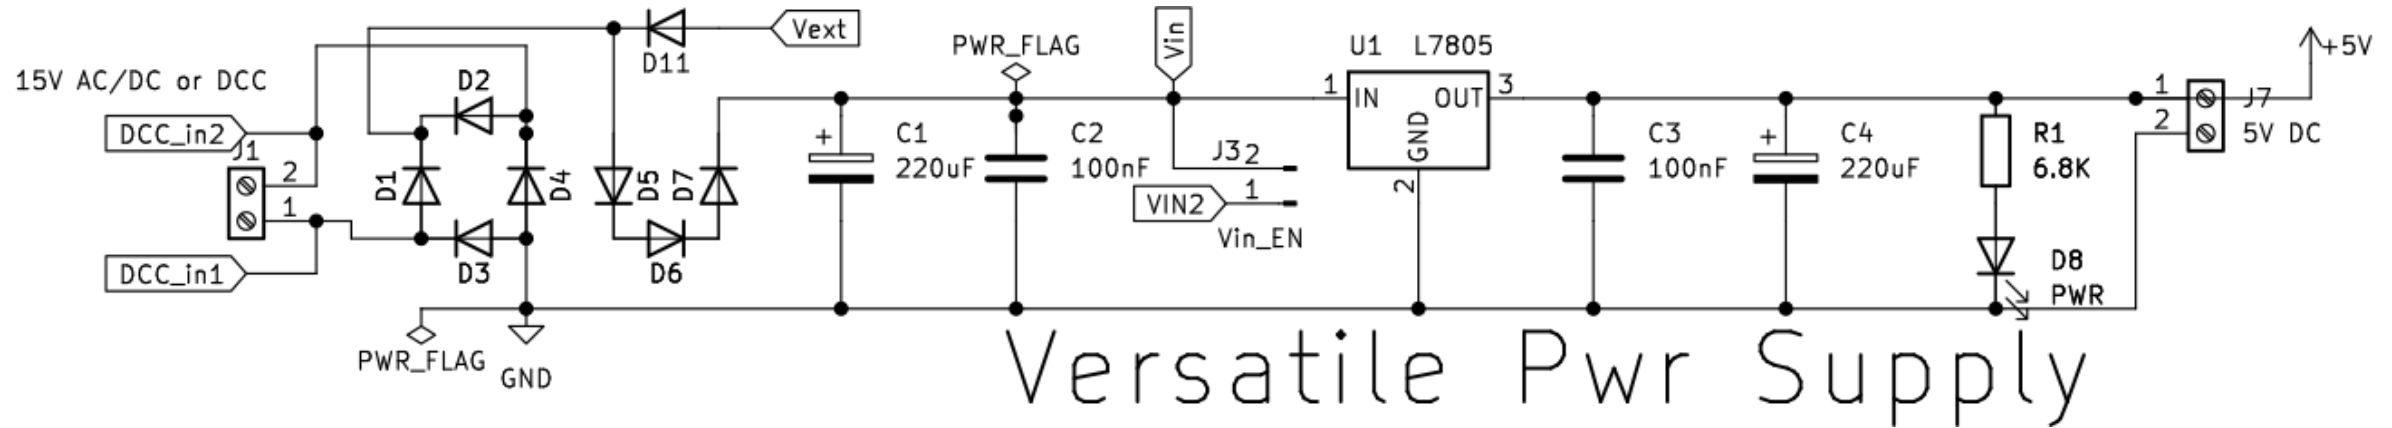 Vext
D11
PWR_FLAG
Vin
U1 L7805
+5V
15V AC/DC or DCC
D2
1 IN OUT 3
GND
2
1 J7
2 5V DC
DCC_in2
J1
2
1
DCC_in1
D1
D4
D3
D5
D7
D6
+ C1
220uF
C2
100nF
J3 2
VIN2 1
Vin_EN
C3
100nF
+ C4
220uF
R1
6.8K
D8
PWR
PWR_FLAG
GND
Versatile Pwr Supply